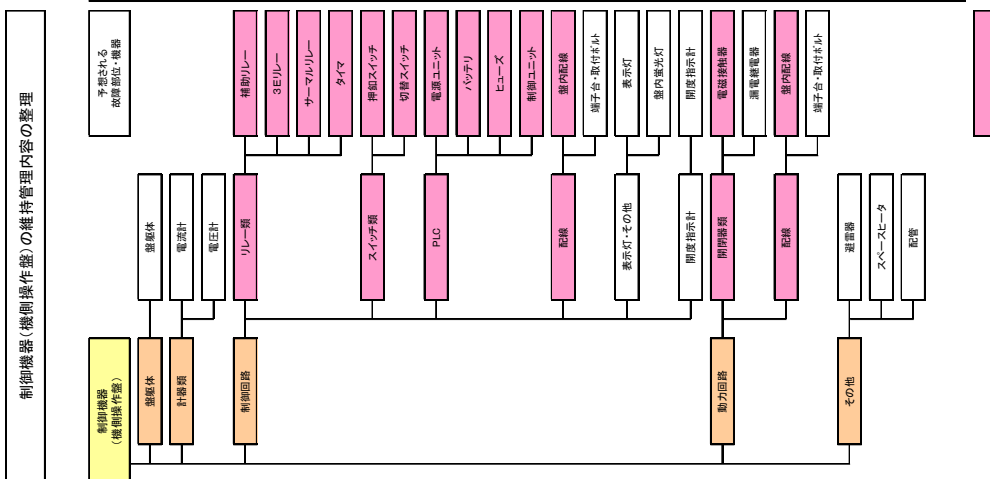 制御機器(機側操作盤)の維持管理内容の整理
予想される
故障部位・機器
補助リレー
3Eリレー
サーマルリレー
タイマ
押釦スイッチ
切替スイッチ
電源ユニット
バッテリ
ヒューズ
制御ユニット
盤内配線
端子台・取付ボルト
表示灯
盤内蛍光灯
開度指示計
電磁接触器
漏電継電器
盤内配線
端子台・取付ボルト
盤躯体
電流計
電圧計
リレー類
スイッチ類
PLC
配線
表示灯・その他
開度指示計
開閉器類
配線
避雷器
スペースヒータ
配管
制御機器
(機側操作盤)
盤躯体
計器類
制御回路
動力回路
その他